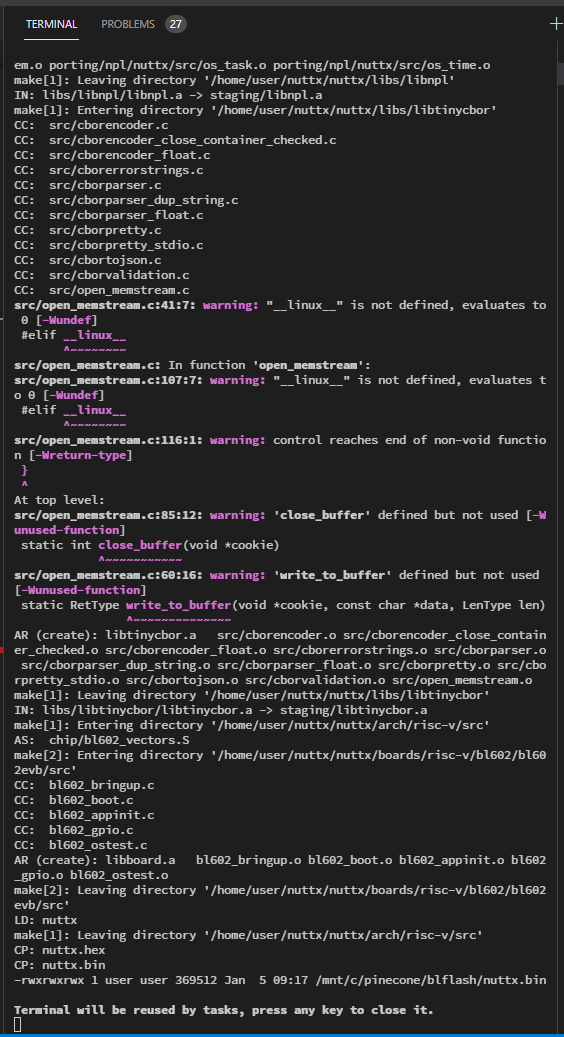 TERMINAL PROBLEMS 27
em.o porting/npl/nuttx/src/os_task.o porting/npl/nuttx/src/os_time.o
make[1]: Leaving directory '/home/user/nuttx/nuttx/libs/libnpl'
IN: libs/libnpl/libnpl.a -> staging/libnpl.a
make[1]: Entering directory '/home/user/nuttx/nuttx/libs/libtinycbor'
CC:  src/cborencoder.c
CC:  src/cborencoder_close_container_checked.c
CC:  src/cborencoder_float.c
CC:  src/cborerrorstrings.c
CC:  src/cborparser.c
CC:  src/cborparser_dup_string.c
CC:  src/cborparser_float.c
CC:  src/cborpretty.c
CC:  src/cborpretty_stdio.c
CC:  src/cbortojson.c
CC:  src/cborvalidation.c
CC:  src/open_memstream.c
src/open_memstream.c:41:7: warning: "__linux__" is not defined, evaluates to
 0 [-Wundef]
 #elif __linux__
       ^~~~~~~~~
src/open_memstream.c: In function 'open_memstream':
src/open_memstream.c:107:7: warning: "__linux__" is not defined, evaluates t
o 0 [-Wundef]
 #elif __linux__
       ^~~~~~~~~
src/open_memstream.c:116:1: warning: control reaches end of non-void functio
n [-Wreturn-type]
 }
 ^
At top level:
src/open_memstream.c:85:12: warning: 'close_buffer' defined but not used [-W
unused-function]
 static int close_buffer(void *cookie)
            ^~~~~~~~~~~~
src/open_memstream.c:60:16: warning: 'write_to_buffer' defined but not used
[-Wunused-function]
 static RetType write_to_buffer(void *cookie, const char *data, LenType len)
                ^~~~~~~~~~~~~~~
AR (create): libtinycbor.a   src/cborencoder.o src/cborencoder_close_contain
er_checked.o src/cborencoder_float.o src/cborerrorstrings.o src/cborparser.o
 src/cborparser_dup_string.o src/cborparser_float.o src/cborpretty.o src/cbo
rpretty_stdio.o src/cbortojson.o src/cborvalidation.o src/open_memstream.o
make[1]: Leaving directory '/home/user/nuttx/nuttx/libs/libtinycbor'
IN: libs/libtinycbor/libtinycbor.a -> staging/libtinycbor.a
make[1]: Entering directory '/home/user/nuttx/nuttx/arch/risc-v/src'
AS:  chip/bl602_vectors.S
make[2]: Entering directory '/home/user/nuttx/nuttx/boards/risc-v/bl602/bl60
2evb/src'
CC:  bl602_bringup.c
CC:  bl602_boot.c
CC:  bl602_appinit.c
CC:  bl602_gpio.c
CC:  bl602_ostest.c
AR (create): libboard.a   bl602_bringup.o bl602_boot.o bl602_appinit.o bl602
_gpio.o bl602_ostest.o
make[2]: Leaving directory '/home/user/nuttx/nuttx/boards/risc-v/bl602/bl602
evb/src'
LD: nuttx
make[1]: Leaving directory '/home/user/nuttx/nuttx/arch/risc-v/src'
CP: nuttx.hex
CP: nuttx.bin
-rwxrwxrwx 1 user user 369512 Jan  5 09:17 /mnt/c/pinecone/blflash/nuttx.bin
Terminal will be reused by tasks, press any key to close it.